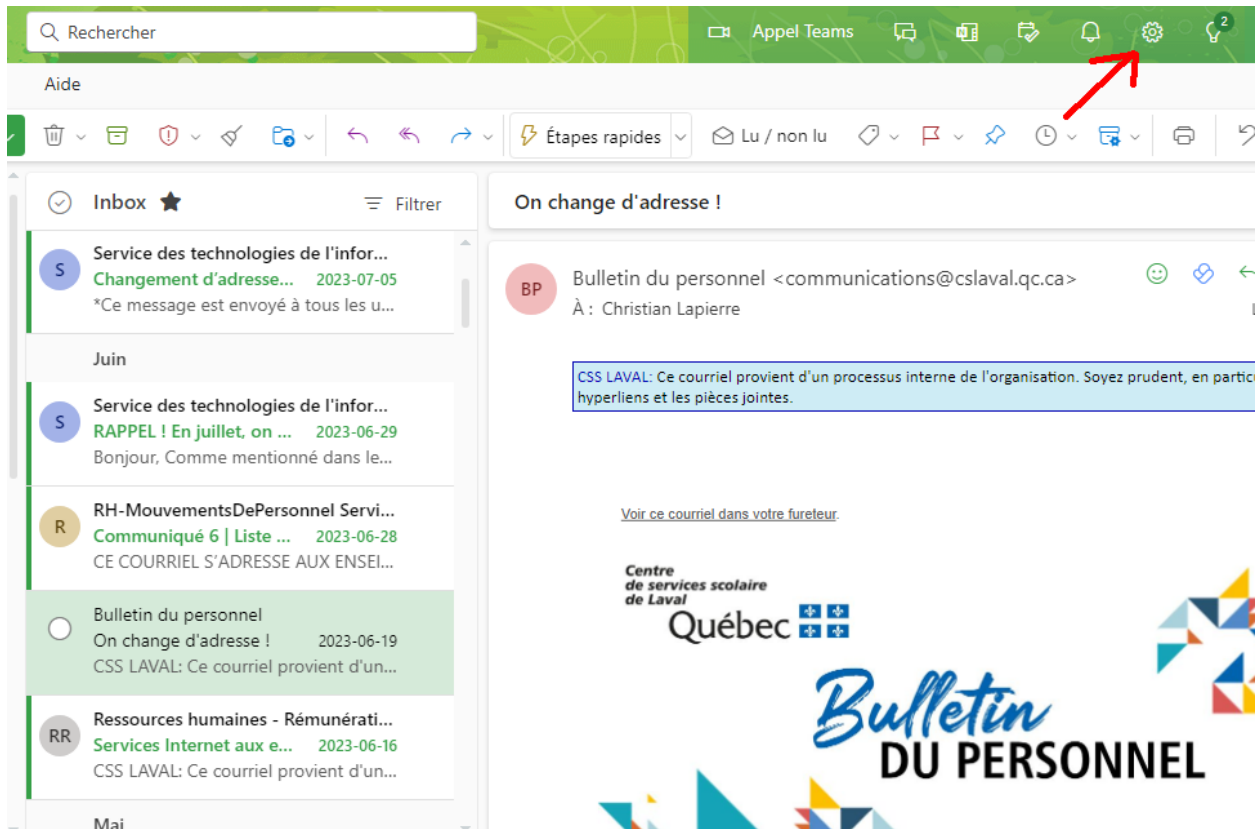 Rechercher
Appel Teams
2
Aide
Étapes rapides
Lu / non lu
Inbox
Filtrer
S
Service des technologies de l'infor...
Changement d'adresse... 2023-07-05
*Ce message est envoyé à tous les u...
Juin
S
Service des technologies de l'infor...
RAPPEL ! En juillet, on ... 2023-06-29
Bonjour, Comme mentionné dans le...
R
RH-MouvementsDePersonnel Servi...
Communiqué 6 | Liste ... 2023-06-28
CE COURRIEL S'ADRESSE AUX ENSEI...
Bulletin du personnel
On change d'adresse ! 2023-06-19
CSS LAVAL: Ce courriel provient d'un...
RR
Ressources humaines - Rémunérati...
Services Internet aux e... 2023-06-16
CSS LAVAL: Ce courriel provient d'un...
Mai
On change d'adresse !
BP
Bulletin du personnel <communications@cslaval.qc.ca>
À : Christian Lapierre
CSS LAVAL: Ce courriel provient d'un processus interne de l'organisation. Soyez prudent, en partic
hyperliens et les pièces jointes.
Voir ce courriel dans votre fureteur.
Centre
de services scolaire
de Laval
Québec
Bulletin
DU PERSONNEL